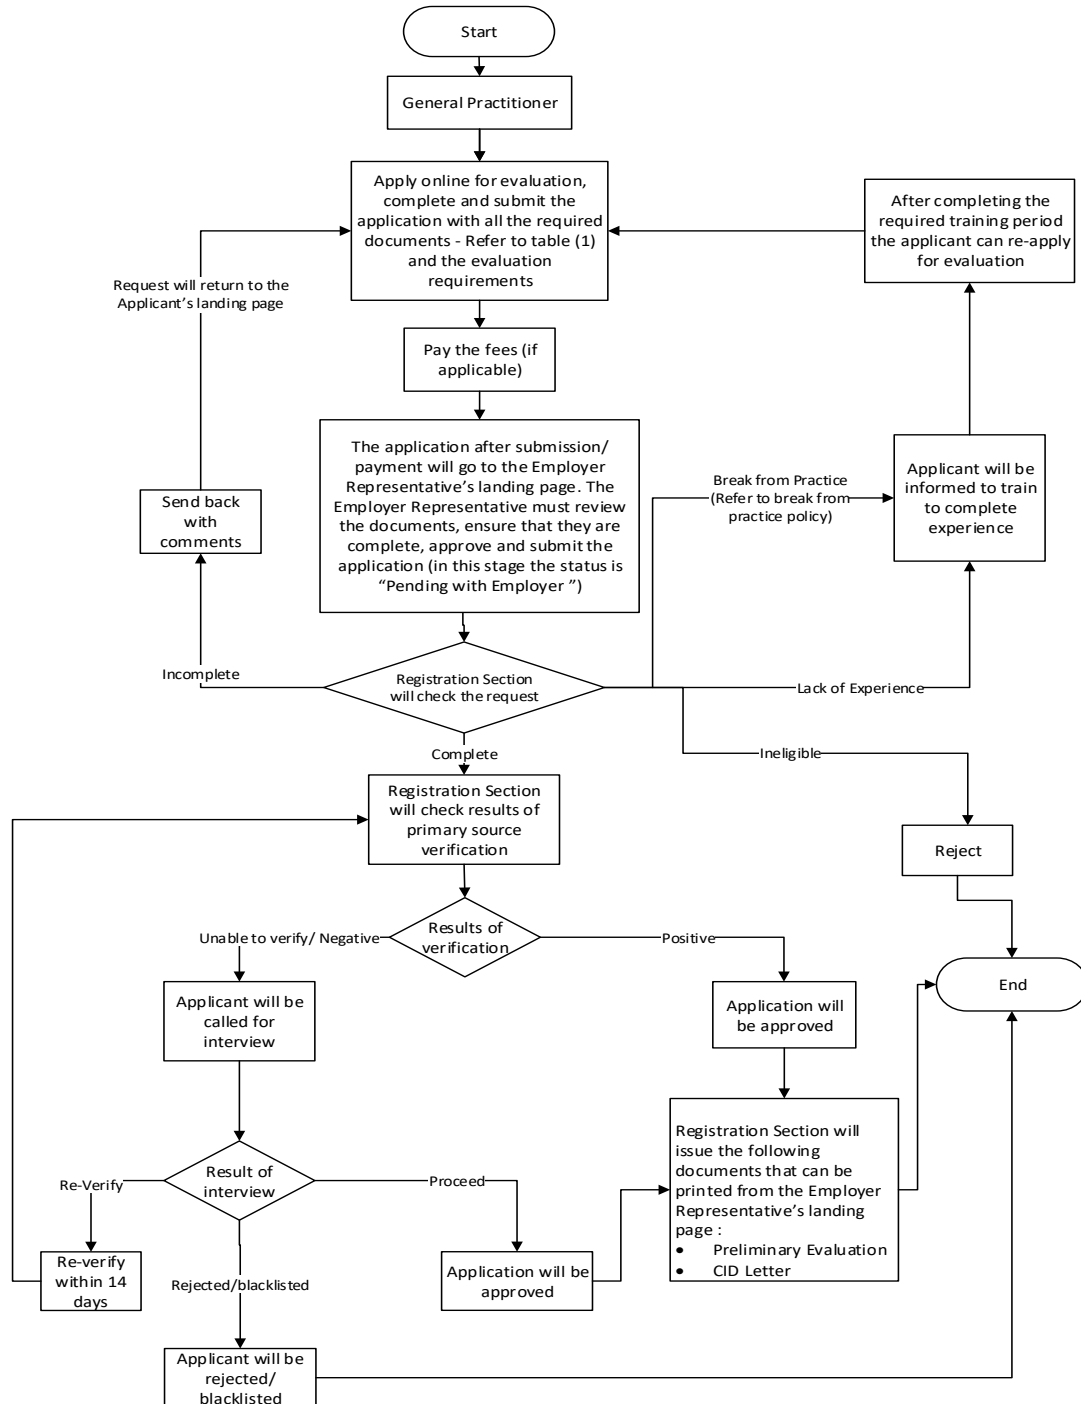 Start
General Practitioner
Apply online for evaluation,
complete and submit the
application with all the required
documents - Refer to table (1)
and the evaluation
requirements
After completing the
required training period
the applicant can re-apply
for evaluation
Request will return to the
Applicant’s landing page
Pay the fees (if
applicable)
The application after submission/
payment will go to the Employer
Representative’s landing page. The
Employer Representative must review
the documents, ensure that they are
complete, approve and submit the
application (in this stage the status is
“Pending with Employer ”)
Break from Practice
(Refer to break from
practice policy)
Applicant will be
informed to train
to complete
experience
Send back
with
comments
Incomplete
Registration Section
will check the request
Lack of Experience
Complete
Ineligible
Registration Section
will check results of
primary source
verification
Reject
Results of
verification
Unable to verify/ Negative
Positive
End
Applicant will be
called for
interview
Application will
be approved
Registration Section will
issue the following
documents that can be
printed from the Employer
Representative’s landing
page :
• Preliminary Evaluation
• CID Letter
Result of
interview
Re-Verify
Proceed
Re-verify
within 14
days
Rejected/blacklisted
Application will be
approved
Applicant will be
rejected/
blacklisted